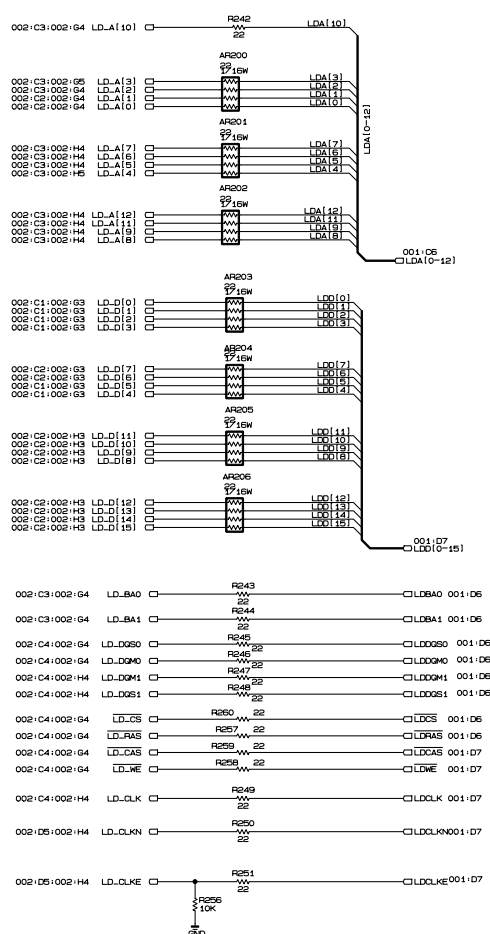 R242
002:C3:002:G4 LD_A[10] LDA[10]
22
AR200
22
1/16W
002:C3:002:G5 LD_A[3] LDA[3]
002:C3:002:G4 LD_A[2] LDA[2]
002:C2:002:G4 LD_A[1] LDA[1]
002:C2:002:G4 LD_A[0] LDA[0]
LDA[0-12]
AR201
22
1/16W
002:C3:002:H4 LD_A[7] LDA[7]
002:C3:002:H4 LD_A[6] LDA[6]
002:C3:002:H4 LD_A[5] LDA[5]
002:C3:002:H5 LD_A[4] LDA[4]
AR202
22
1/16W
002:C3:002:H4 LD_A[12] LDA[12]
002:C3:002:H4 LD_A[11] LDA[11]
002:C3:002:H4 LD_A[9] LDA[9]
002:C3:002:H4 LD_A[8] LDA[8]
001:C6
LDA[0-12]
AR203
22
1/16W
002:C1:002:G3 LD_D[0] LDD[0]
002:C1:002:G3 LD_D[1] LDD[1]
002:C1:002:G3 LD_D[2] LDD[2]
002:C1:002:G3 LD_D[3] LDD[3]
AR204
22
1/16W
002:C2:002:G3 LD_D[7] LDD[7]
002:C2:002:G3 LD_D[6] LDD[6]
002:C1:002:G3 LD_D[5] LDD[5]
002:C1:002:G3 LD_D[4] LDD[4]
AR205
22
1/16W
002:C2:002:H3 LD_D[11] LDD[11]
002:C2:002:H3 LD_D[10] LDD[10]
002:C2:002:H3 LD_D[9] LDD[9]
002:C2:002:H3 LD_D[8] LDD[8]
AR206
22
1/16W
002:C2:002:H3 LD_D[12] LDD[12]
002:C2:002:H3 LD_D[13] LDD[13]
002:C2:002:H3 LD_D[14] LDD[14]
002:C2:002:H3 LD_D[15] LDD[15]
001:D7
LDD[0-15]
R243
002:C3:002:G4 LD_BA0 LDBA0 001:D6
22
R244
002:C3:002:G4 LD_BA1 LDBA1 001:D6
22
R245
002:C4:002:G4 LD_DQS0 LDDQS0 001:D6
22
R246
002:C4:002:G4 LD_DQM0 LDDQM0 001:D6
22
R247
002:C4:002:H4 LD_DQM1 LDDQM1 001:D6
22
R248
002:C4:002:H4 LD_DQS1 LDDQS1 001:D6
22
002:C4:002:G4 LD_CS R260 22 LDCS 001:D6
002:C4:002:G4 LD_RAS R257 22 LDRAS 001:D6
002:C4:002:G4 LD_CAS R259 22 LDCAS 001:D7
002:C4:002:G4 LD_WE R258 22 LDWE 001:D7
R249
002:C4:002:H4 LD_CLK LDCLK 001:D7
22
R250
002:D5:002:H4 LD_CLKN LDCLKN001:D7
22
R251
002:D5:002:H4 LD_CLKE LDCLKE001:D7
22
R256
10K
GND